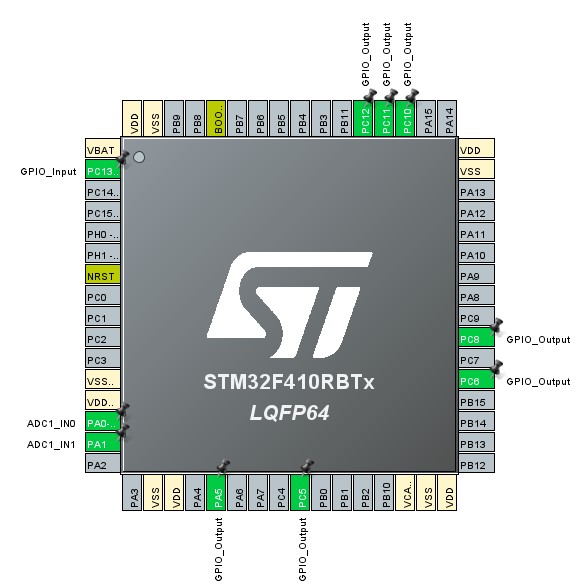 GPIO_Output
GPIO_Output
GPIO_Output
VDD
VSS
PB9
PB8
BOO..
PB7
PB6
PB5
PB4
PB3
PB11
PC12
PC11
PC10
PA15
PA14
VBAT
GPIO_Input
PC13..
PC14..
PC15..
PH0 -..
PH1 -..
NRST
PC0
PC1
PC2
PC3
VSS..
VDD..
ADC1_IN0
PA0-..
ADC1_IN1
PA1
PA2
STM32F410RBTx
LQFP64
VDD
VSS
PA13
PA12
PA11
PA10
PA9
PA8
PC9
PC8 GPIO_Output
PC7
PC6 GPIO_Output
PB15
PB14
PB13
PB12
PA3
VSS
VDD
PA4
PA5
PA6
PA7
PC4
PC5
PB0
PB1
PB2
PB10
VCA..
VSS
VDD
GPIO_Output
GPIO_Output